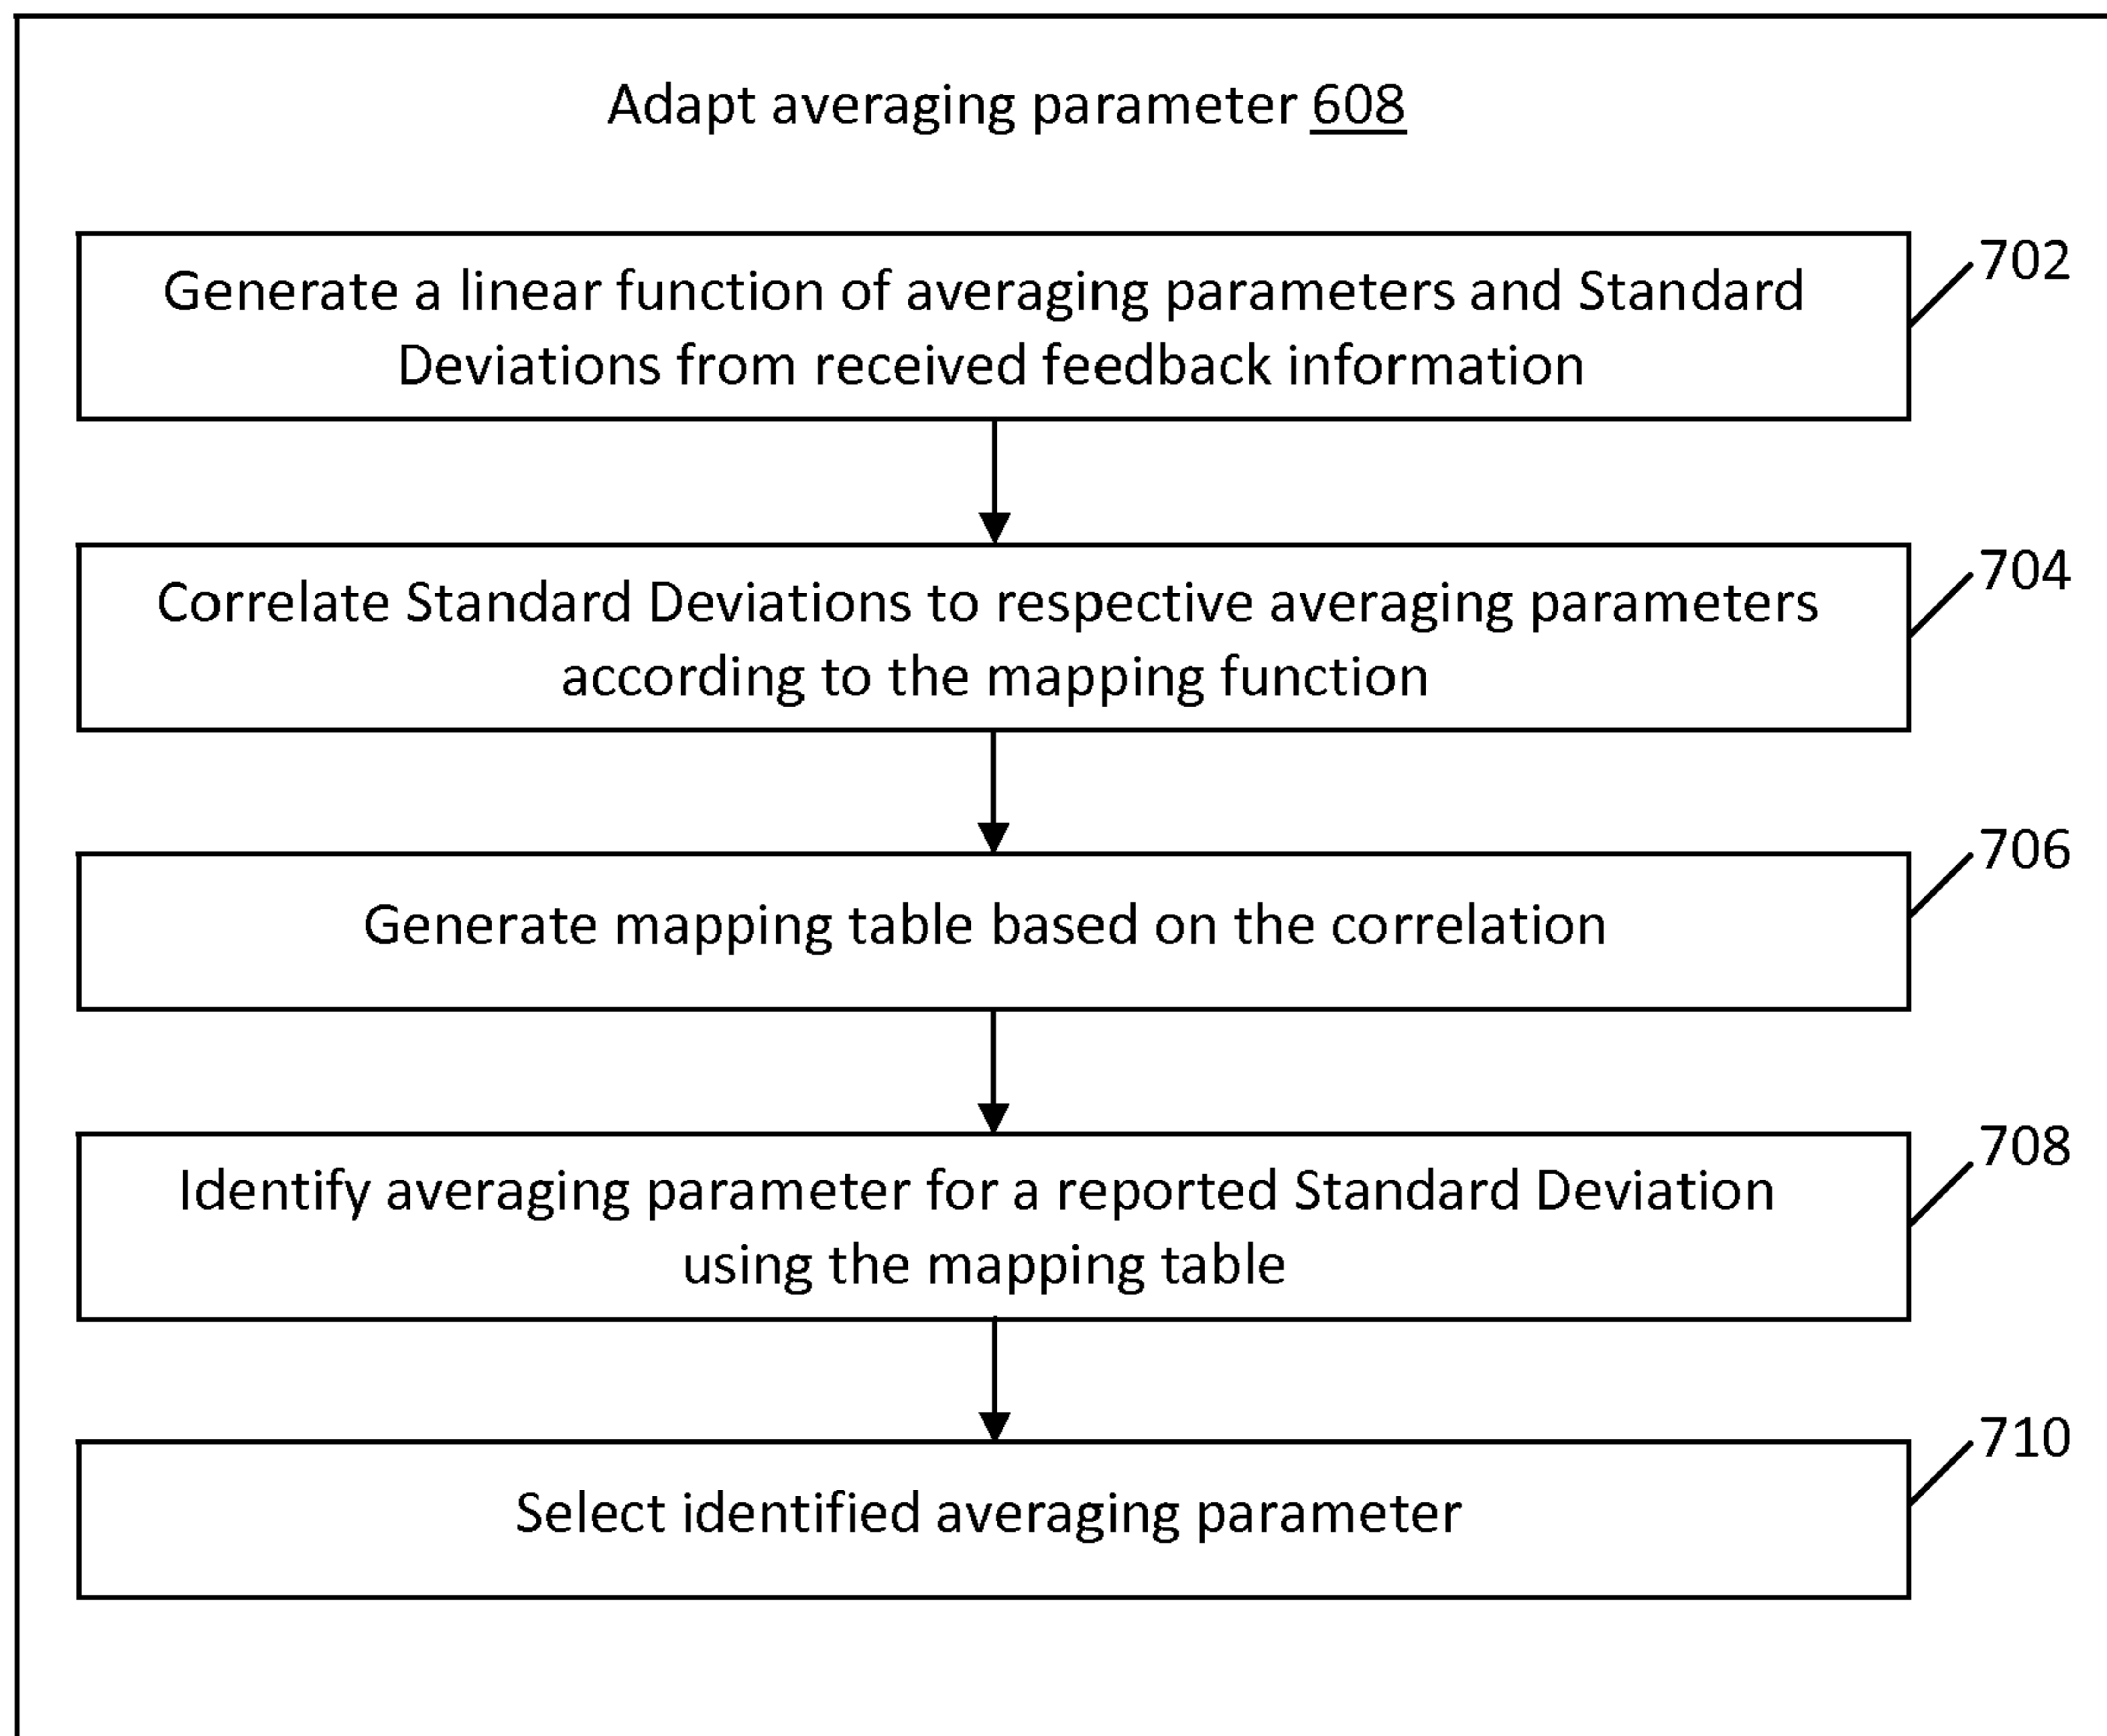 Adapt averaging parameter 608
702
Generate a linear function of averaging parameters and Standard
Deviations from received feedback information
704
Correlate Standard Deviations to respective averaging parameters
according to the mapping function
706
Generate mapping table based on the correlation
708
Identify averaging parameter for a reported Standard Deviation
using the mapping table
710
Select identified averaging parameter